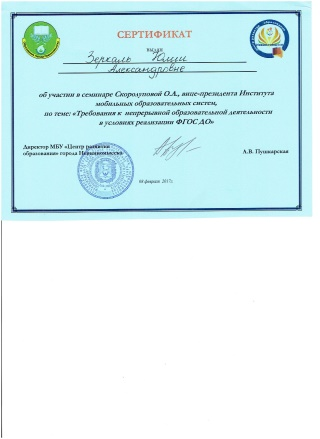 СЕРТИФИКАТ
выдан
Зеркаль Юлии
Александровне
об участии в семинаре Скоролуповой О.А., вице-президента Института
мобильных образовательных систем,
по теме: «Требования к непрерывной образовательной деятельности
в условиях реализации ФГОС ДО»
Директор МБУ «Центр развития
образования» города Невинномысска
А.В. Пушкарская
04 февраля 2017г.